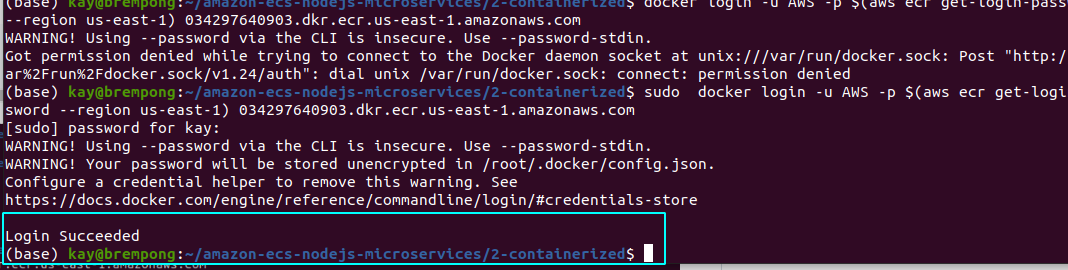 (base) kay@brempong:~/amazon-ecs-nodejs-microservices/2-containerized$ docker login -u AWS -p $(aws ecr get-login-pass
--region us-east-1) 034297640903.dkr.ecr.us-east-1.amazonaws.com
WARNING! Using --password via the CLI is insecure. Use --password-stdin.
Got permission denied while trying to connect to the Docker daemon socket at unix:///var/run/docker.sock: Post "http:/
ar%2Frun%2Fdocker.sock/v1.24/auth": dial unix /var/run/docker.sock: connect: permission denied
(base) kay@brempong:~/amazon-ecs-nodejs-microservices/2-containerized$ sudo  docker login -u AWS -p $(aws ecr get-logi
sword --region us-east-1) 034297640903.dkr.ecr.us-east-1.amazonaws.com
[sudo] password for kay:
WARNING! Using --password via the CLI is insecure. Use --password-stdin.
WARNING! Your password will be stored unencrypted in /root/.docker/config.json.
Configure a credential helper to remove this warning. See
https://docs.docker.com/engine/reference/commandline/login/#credentials-store
Login Succeeded
(base) kay@brempong:~/amazon-ecs-nodejs-microservices/2-containerized$